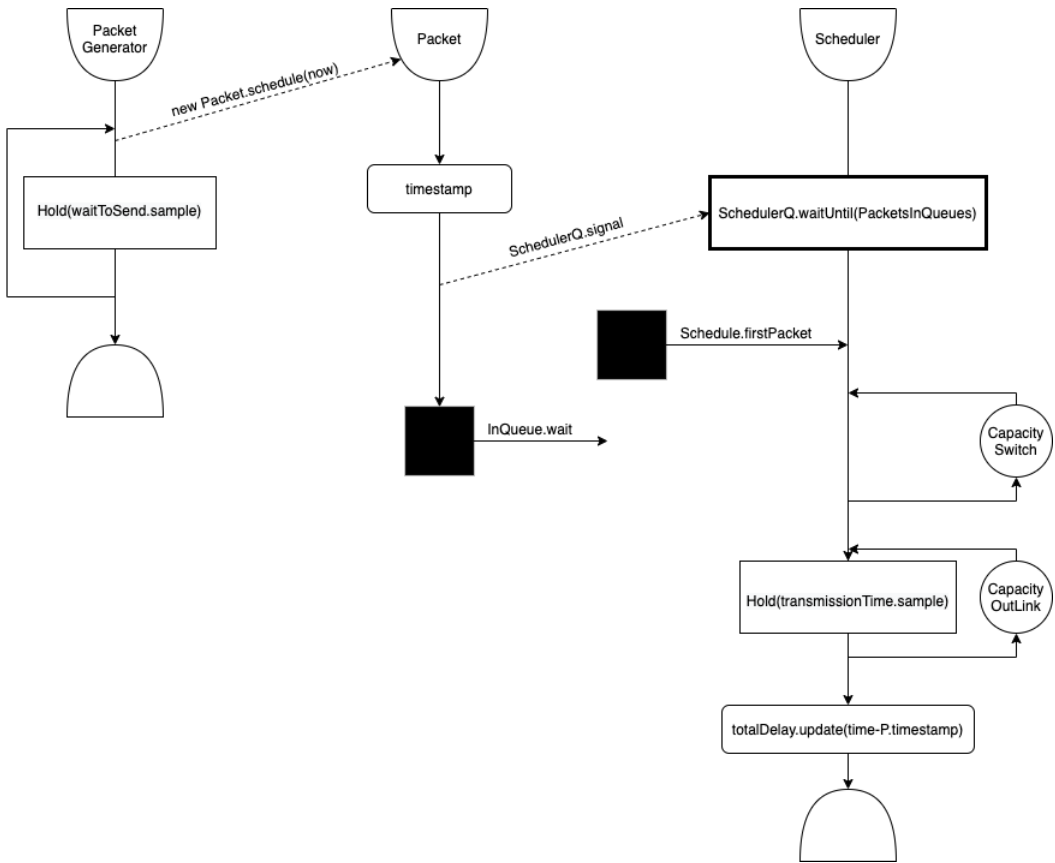 Packet
Generator
Packet
Scheduler
new Packet.schedule(now)
Hold(waitToSend.sample)
timestamp
SchedulerQ.waitUntil(PacketsInQueues)
SchedulerQ.signal
Schedule.firstPacket
InQueue.wait
Capacity
Switch
Hold(transmissionTime.sample)
Capacity
OutLink
totalDelay.update(time-P.timestamp)